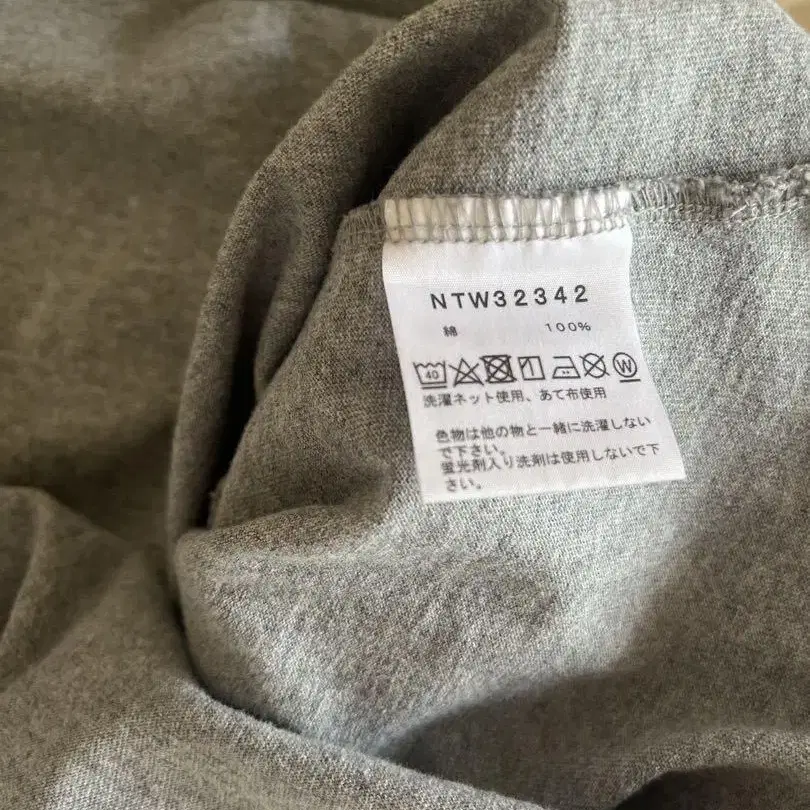 NTW32342
綿 100%
40 W
洗濯ネット使用、あて布使用
色物は他の物と一緒に洗濯しない
で下さい。
蛍光剤入り洗剤は使用しないで下
さい。